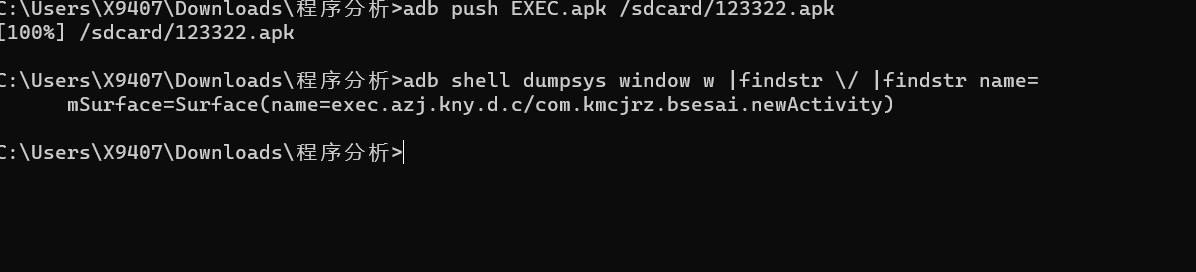 C:\Users\X9407\Downloads\程序分析>adb push EXEC.apk /sdcard/123322.apk
[100%] /sdcard/123322.apk
C:\Users\X9407\Downloads\程序分析>adb shell dumpsys window w |findstr \/ |findstr name=
mSurface=Surface(name=exec.azj.kny.d.c/com.kmcjrz.bsesai.newActivity)
C:\Users\X9407\Downloads\程序分析>